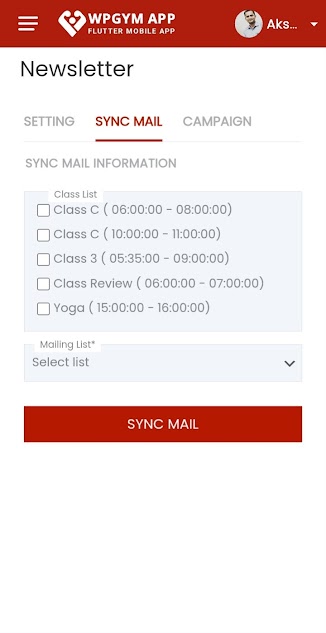 WPGYM APP
FLUTTER MOBILE APP
Aks...
Newsletter
SETTING SYNC MAIL CAMPAIGN
SYNC MAIL INFORMATION
Class List
Class C ( 06:00:00 - 08:00:00)
Class C ( 10:00:00 - 11:00:00)
Class 3 ( 05:35:00 - 09:00:00)
Class Review ( 06:00:00 - 07:00:00)
Yoga ( 15:00:00 - 16:00:00)
Mailing List*
Select list
SYNC MAIL